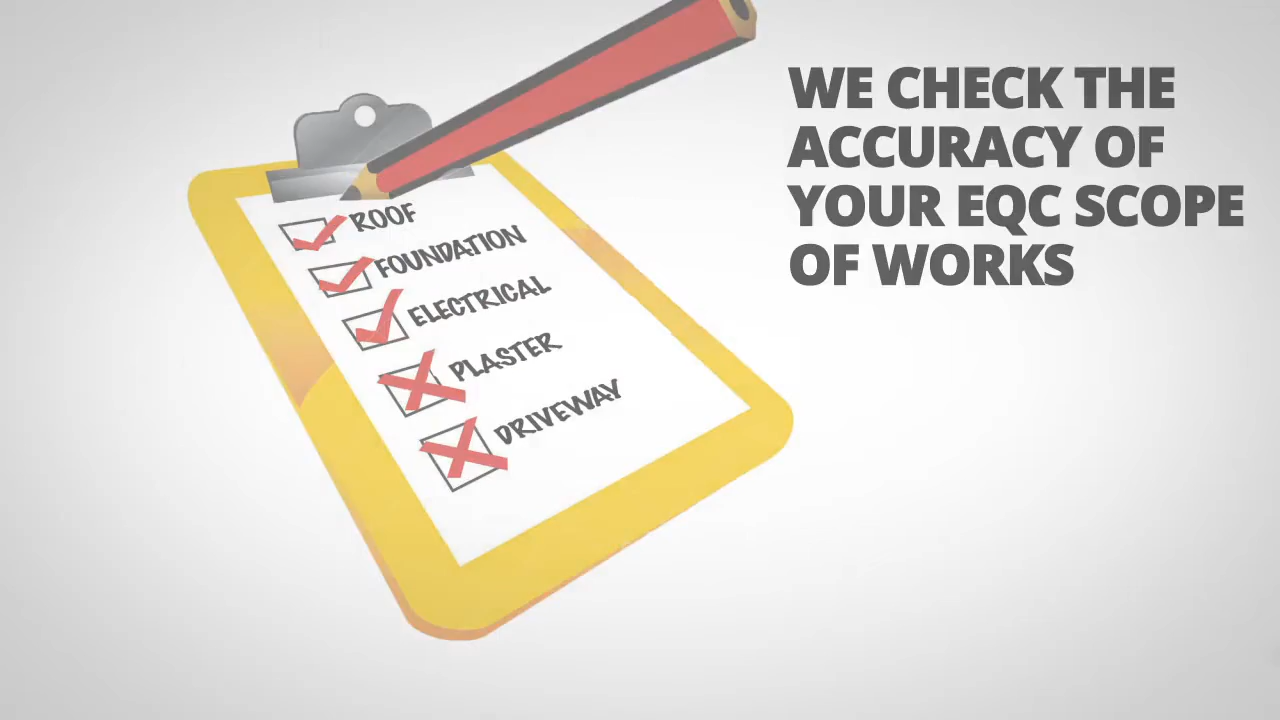 ROOF
FOUNDATION
ELECTRICAL
PLASTER
DRIVEWAY
WE CHECK THE
ACCURACY OF
YOUR EQC SCOPE
OF WORKS